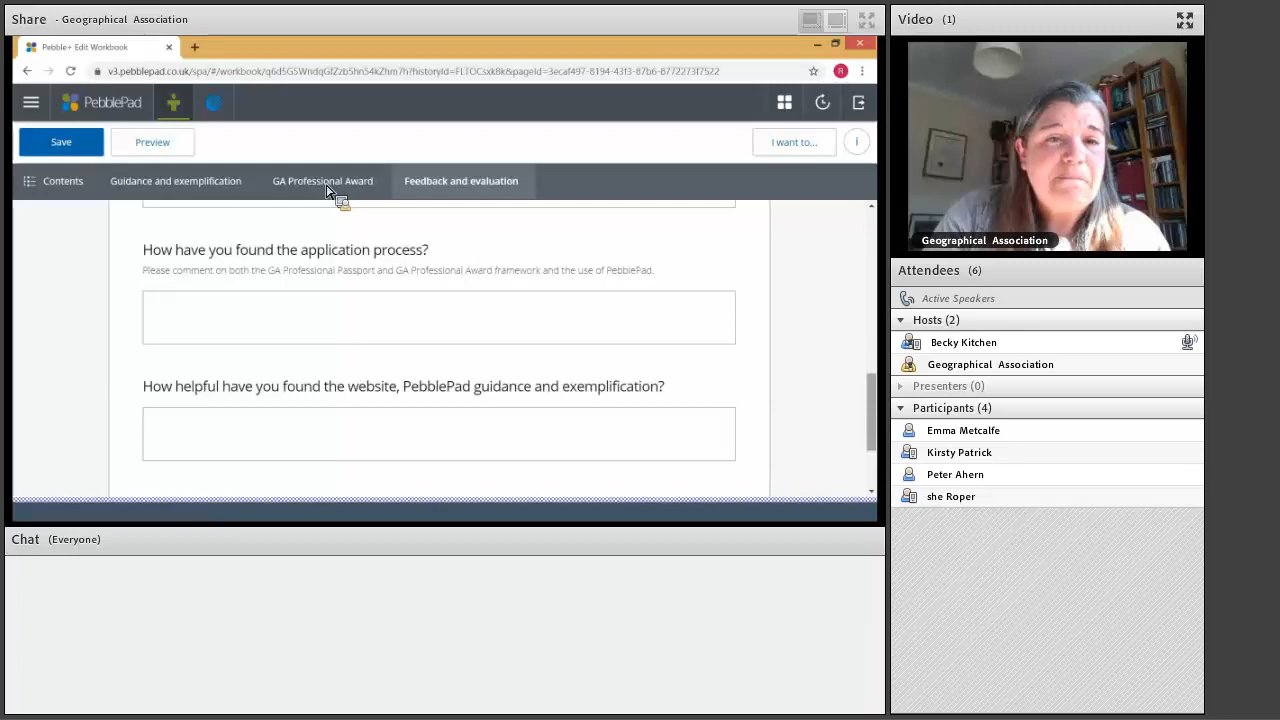 Share - Geographical Association
Pebble+ Edit Workbook
PebblePad
Save
Preview
I want to...
i
Contents
Guidance and exemplification
GA Professional Award
Feedback and evaluation
How have you found the application process?
Please comment on both the GA Professional Passport and GA Professional Award framework and the use of PebblePad.
How helpful have you found the website, PebblePad guidance and exemplification?
Chat (Everyone)
Video (1)
Geographical Association
Attendees (6)
Active Speakers
Hosts (2)
Becky Kitchen
Geographical Association
Presenters (0)
Participants (4)
Emma Metcalfe
Kirsty Patrick
Peter Ahern
she Roper